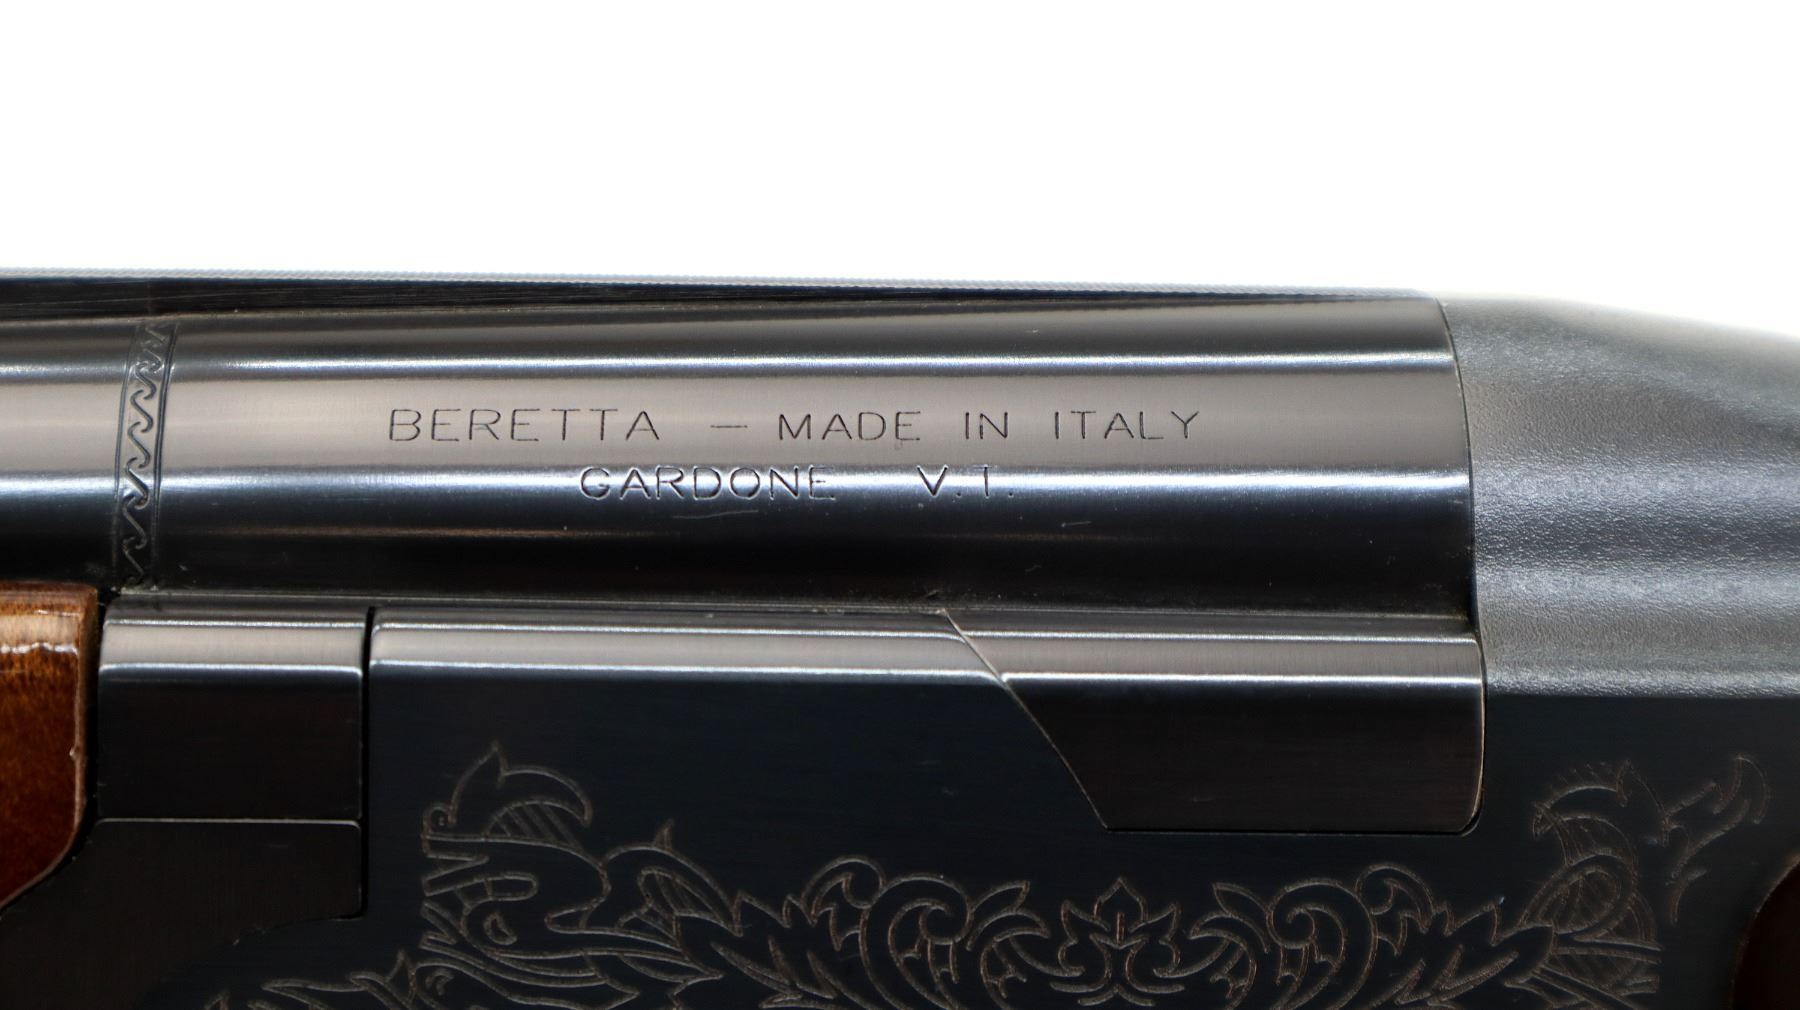 BERETTA — MADE IN ITALY
GARDONE V.T.